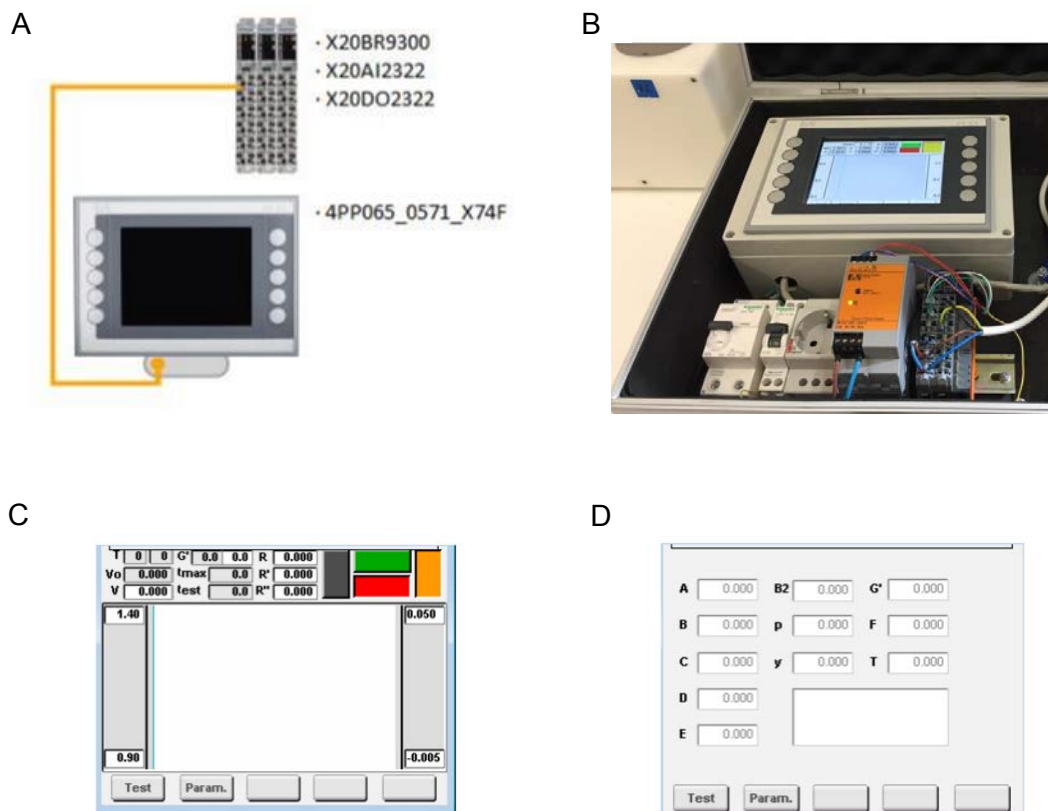 A
· X20BR9300
· X20AI2322
· X20DO2322
· 4PP065_0571_X74F
B
C
T 0 0 G' 0.0 0.0 R 0.000
Vo 0.000 tmax 0.0 R' 0.000
V 0.000 test 0.0 R'' 0.000
1.40 0.050
0.90 -0.005
Test Param.
D
A 0.000 B2 0.000 G' 0.000
B 0.000 p 0.000 F 0.000
C 0.000 y 0.000 T 0.000
D 0.000
E 0.000
Test Param.